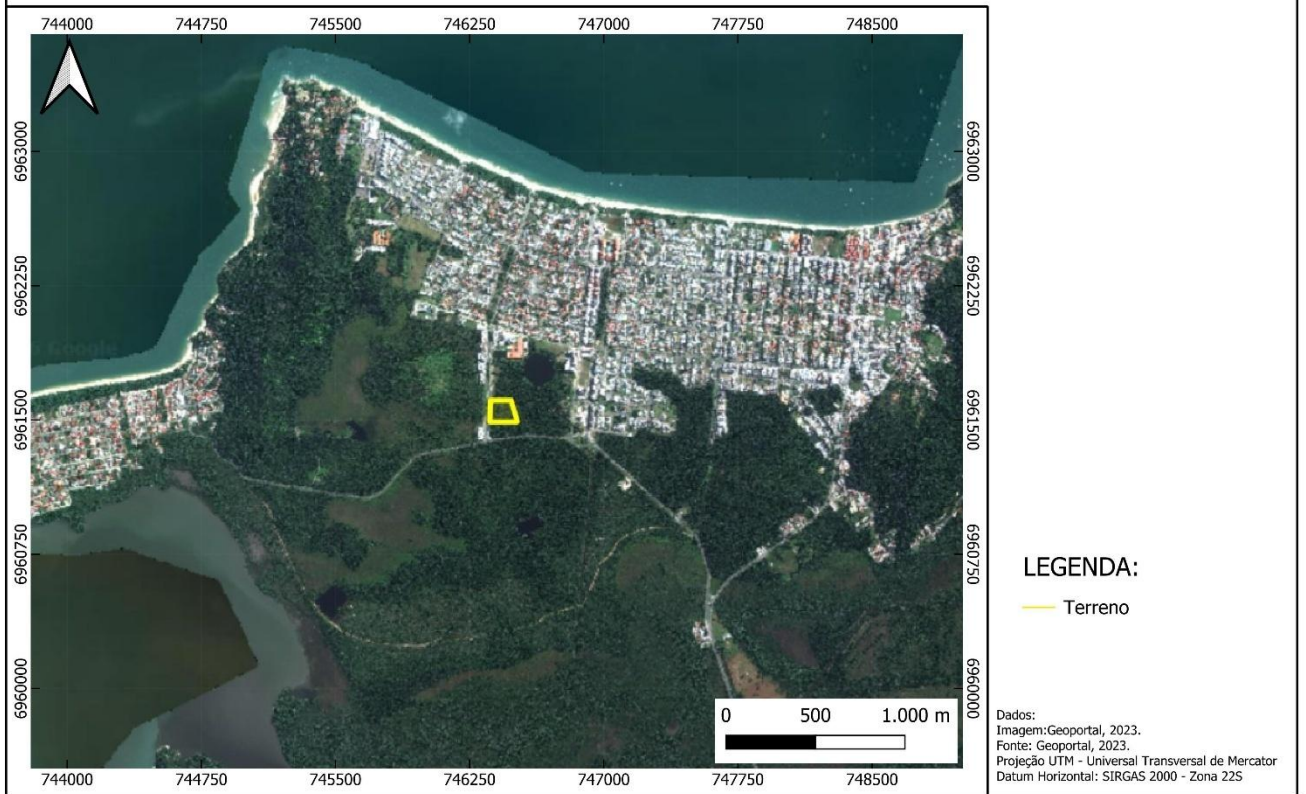 744000 744750 745500 746250 747000 747750 748500
6963000 6963000
6962250 6962250
6961500 6961500
6960750 6960750
6960000 6960000
0 500 1.000 m
744000 744750 745500 746250 747000 747750 748500
LEGENDA:
Terreno
Dados:
Imagem:Geoportal, 2023.
Fonte: Geoportal, 2023.
Projeção UTM - Universal Transversal de Mercator
Datum Horizontal: SIRGAS 2000 - Zona 22S